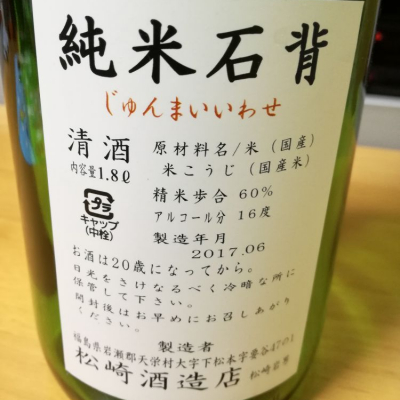 純米石背
じゅんまいいわせ
清酒
内容量1.8ℓ
原材料名/米(国産)
米こうじ(国産米)
精米歩合 60%
アルコール分 16度
プラ
キャップ
(中栓)
製造年月
2017.06
お酒は20歳になってから。
日光をさけなるべく冷暗な所に
保管して下さい。
開封後はお早めにお召しあがり
ください。
製造者
福島県岩瀬郡天栄村大字下松本字要谷47の1
松崎酒造店